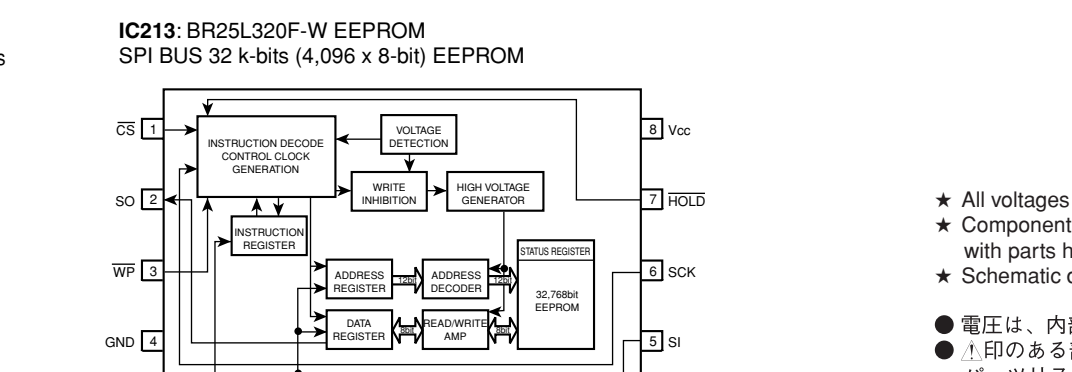 s
IC213: BR25L320F-W EEPROM
SPI BUS 32 k-bits (4,096 x 8-bit) EEPROM
CS 1
SO 2
WP 3
GND 4
8 Vcc
7 HOLD
6 SCK
5 SI
INSTRUCTION DECODE
CONTROL CLOCK
GENERATION
VOLTAGE
DETECTION
WRITE
INHIBITION
HIGH VOLTAGE
GENERATOR
INSTRUCTION
REGISTER
STATUS REGISTER
ADDRESS
REGISTER
12bit
ADDRESS
DECODER
12bit
32,768bit
EEPROM
DATA
REGISTER
8bit
READ/WRITE
AMP
8bit
★ All voltages
★ Component
with parts h
★ Schematic
● 電圧は、内
● ⚠印のある